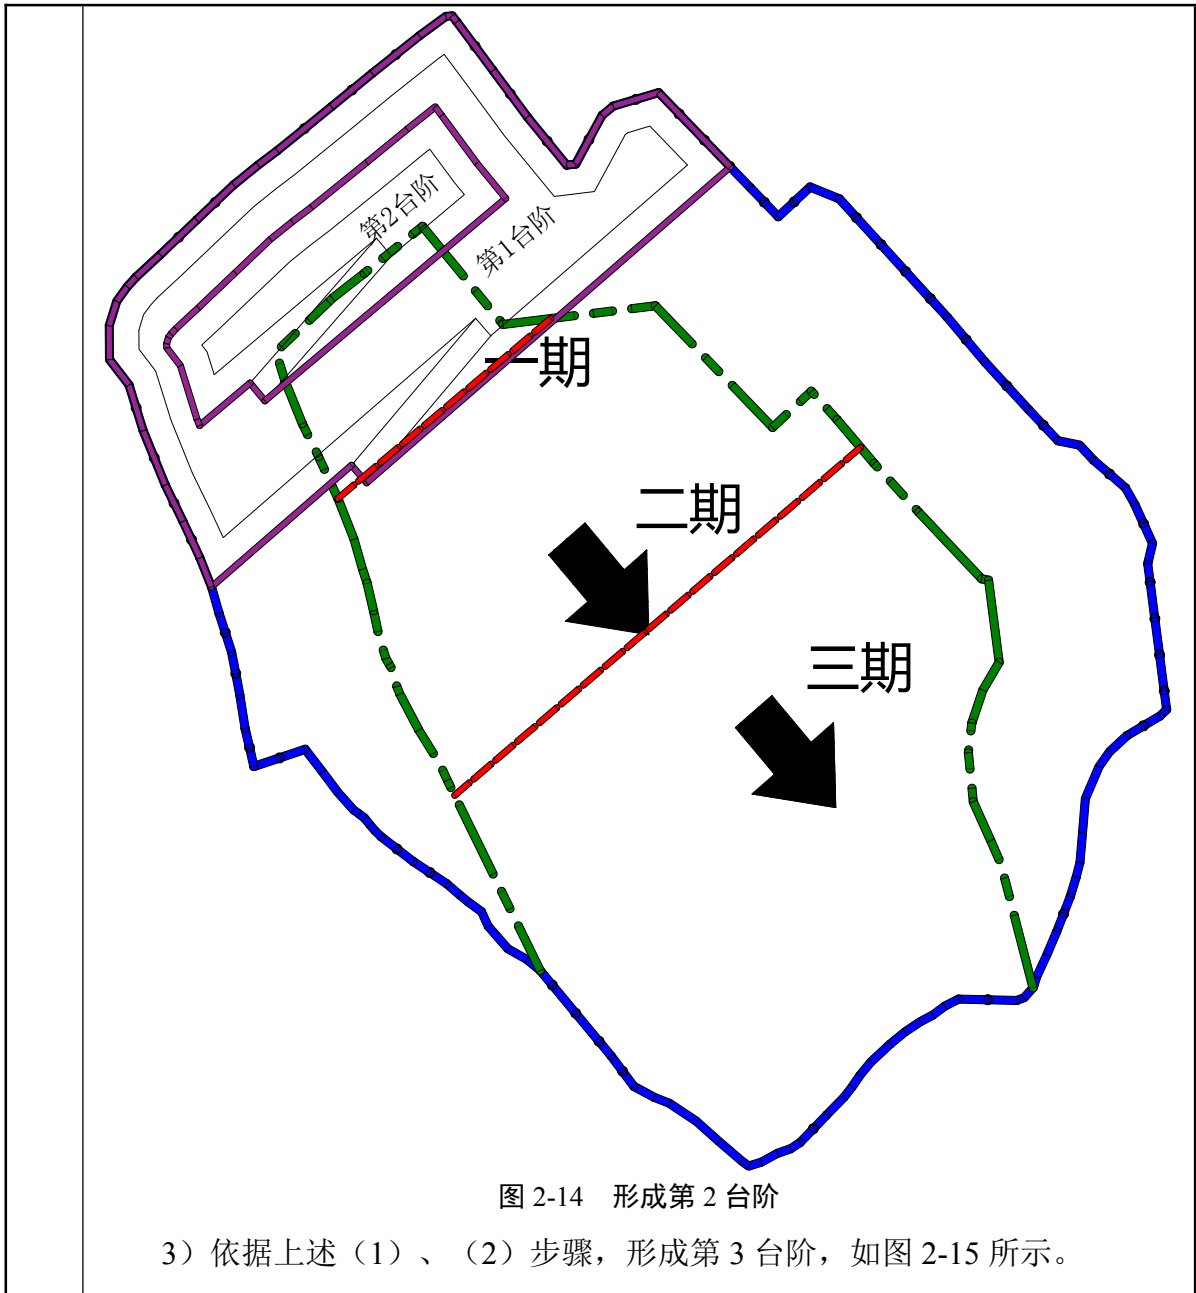 第2台阶
第1台阶
一期
二期
三期
图 2-14 形成第 2 台阶
3）依据上述（1）、（2）步骤，形成第 3 台阶，如图 2-15 所示。